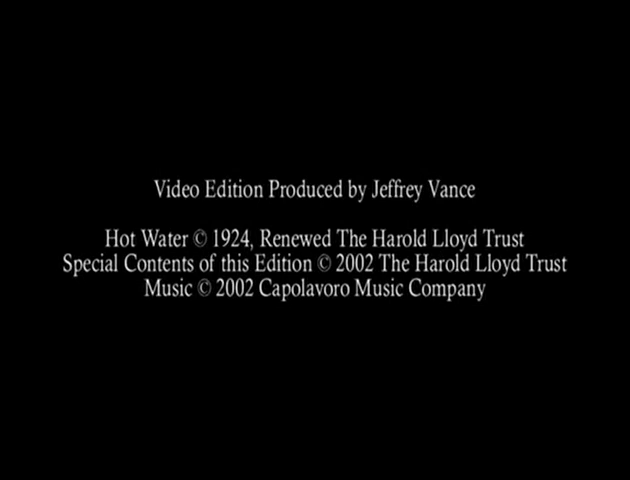 Video Edition Produced by Jeffrey Vance
Hot Water © 1924, Renewed The Harold Lloyd Trust
Special Contents of this Edition © 2002 The Harold Lloyd Trust
Music © 2002 Capolavoro Music Company